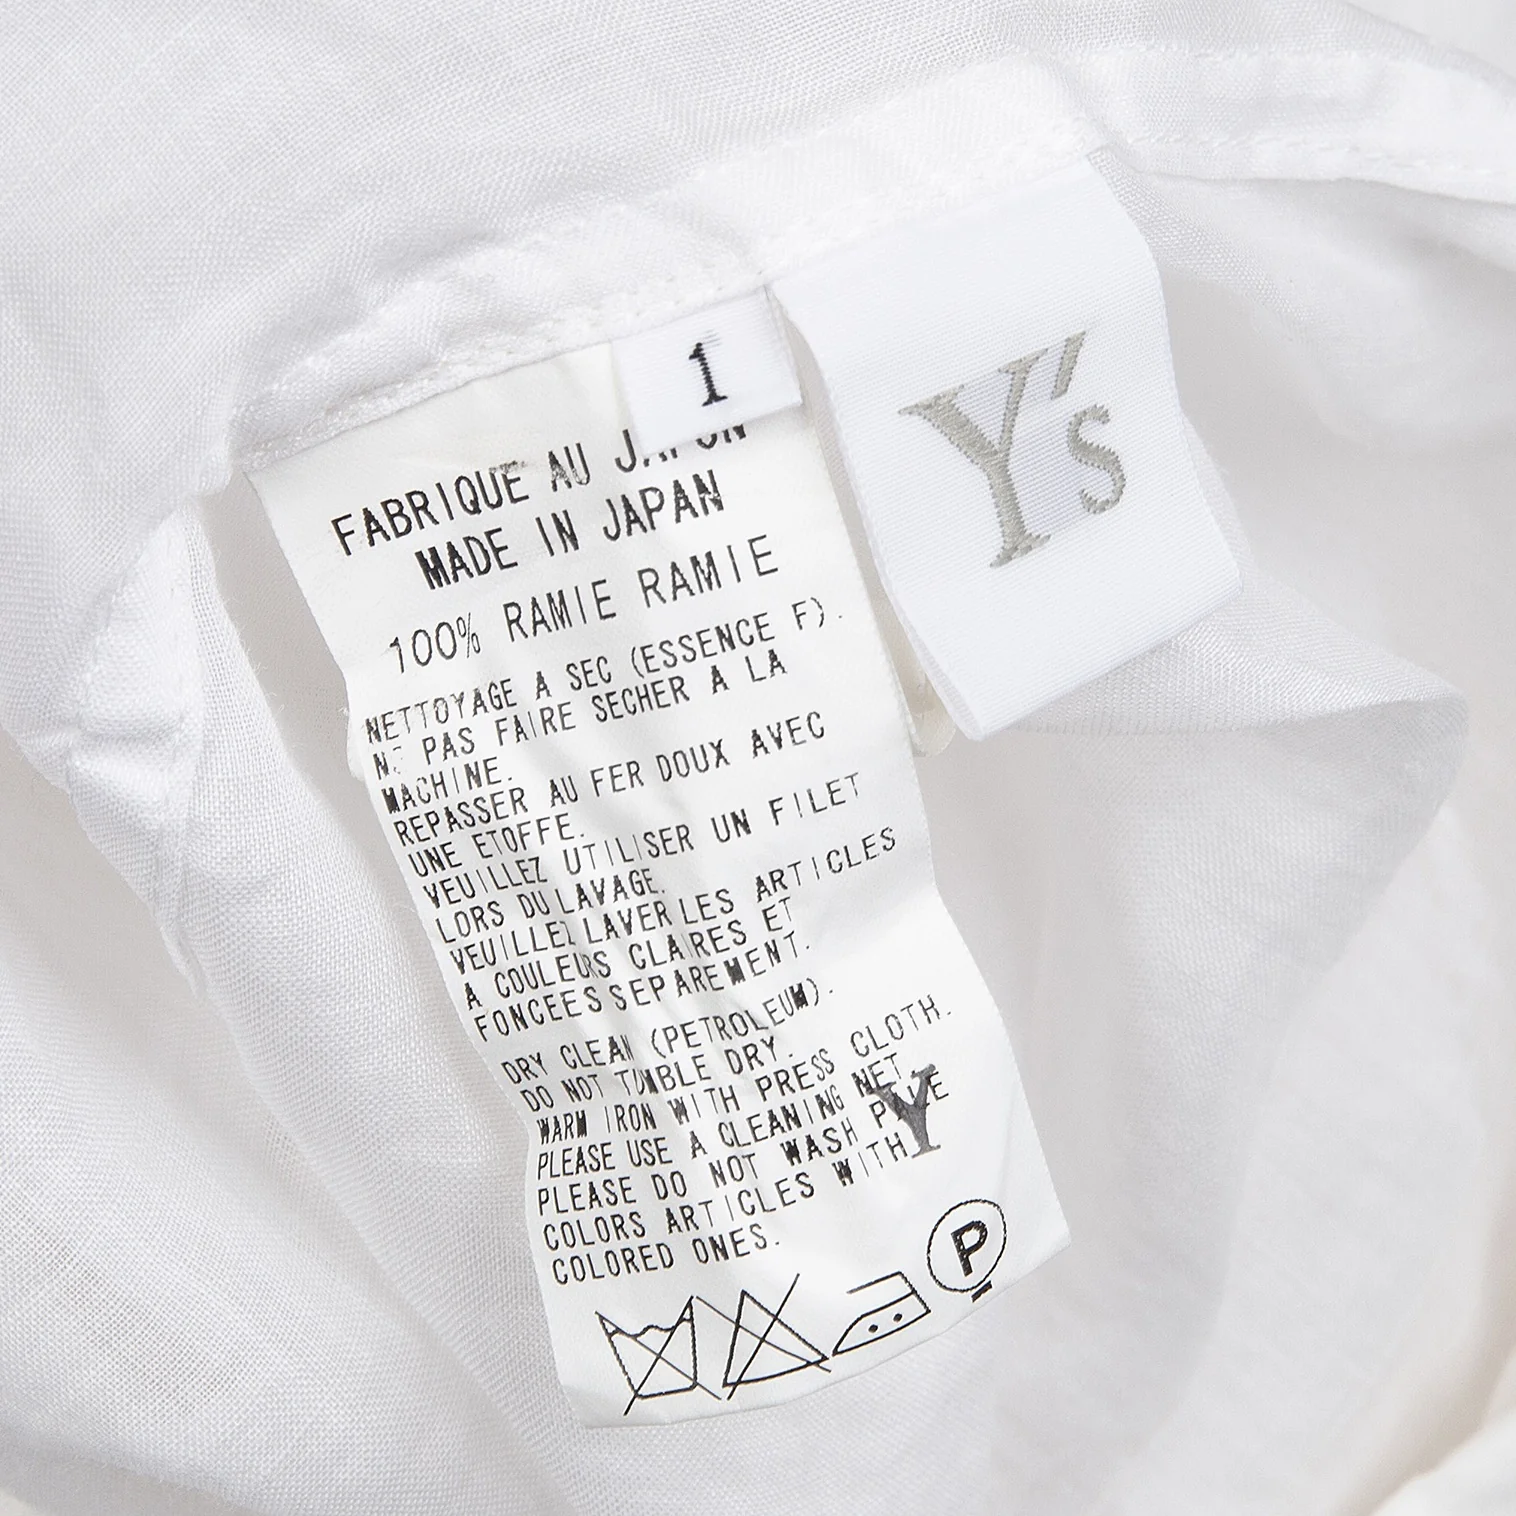 Y's
1
FABRIQUE AU JAPON
MADE IN JAPAN
100% RAMIE RAMIE
NETTOYAGE A SEC (ESSENCE F).
NE PAS FAIRE SECHER A LA
MACHINE.
REPASSER AU FER DOUX AVEC
UNE ETOFFE.
VEUILLEZ UTILISER UN FILET
LORS DU LAVAGE.
VEUILLEZ LAVER LES ARTICLES
A COULEURS CLAIRES ET
FONCEES SEPAREMENT.
DRY CLEAN (PETROLEUM).
DO NOT TUMBLE DRY.
WARM IRON WITH PRESS CLOTH.
PLEASE USE A CLEANING NET
PLEASE DO NOT WASH PALE
COLORS ARTICLES WITH
COLORED ONES.
Y
P